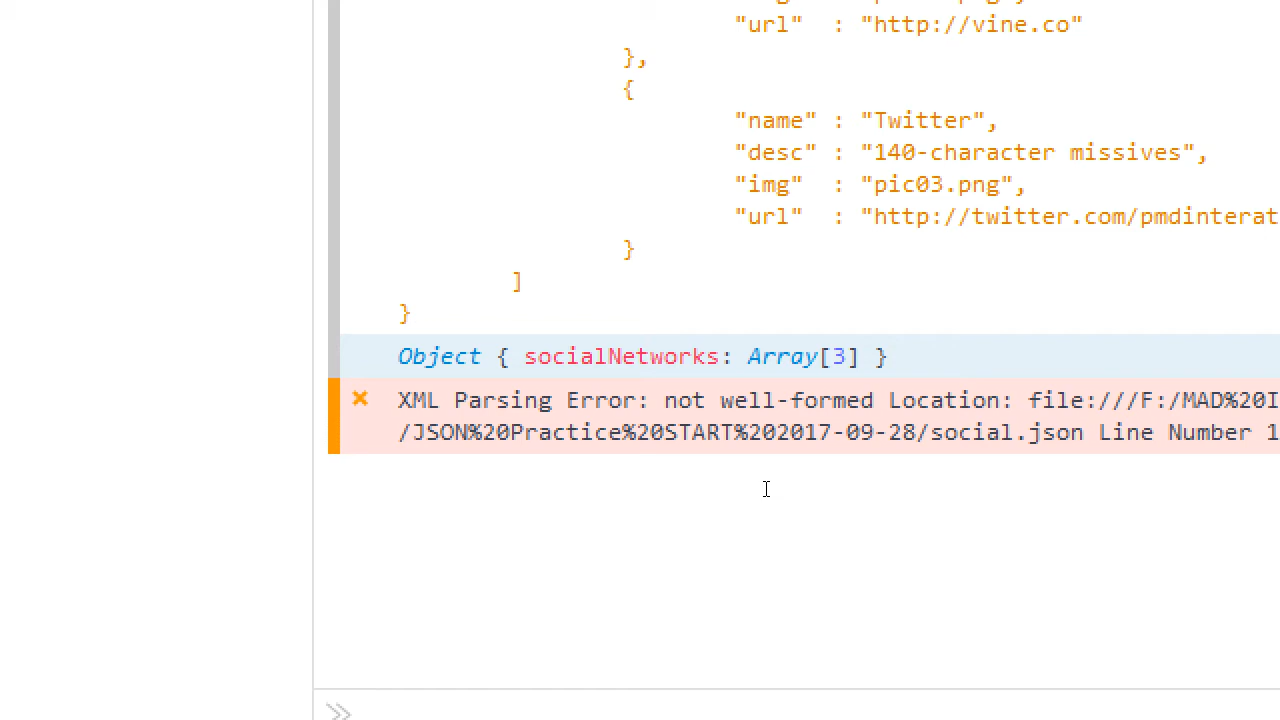 "url"  : "http://vine.co"
},
{
"name" : "Twitter",
"desc" : "140-character missives",
"img"  : "pic03.png",
"url"  : "http://twitter.com/pmdinterat
}
]
}
Object { socialNetworks: Array[3] }
× XML Parsing Error: not well-formed Location: file:///F:/MAD%20I
/JSON%20Practice%20START%202017-09-28/social.json Line Number 1
»